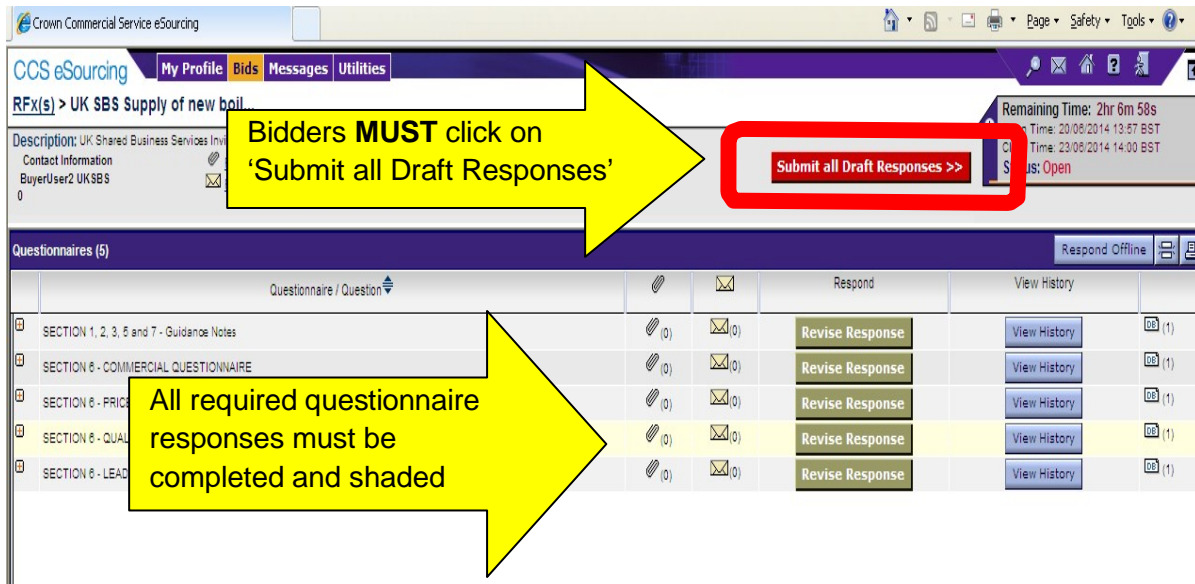 Crown Commercial Service eSourcing
Page Safety Tools
CCS eSourcing My Profile Bids Messages Utilities
RFx(s) > UK SBS Supply of new boil...
Remaining Time: 2hr 6m 58s
Description: UK Shared Business Services Invi
Time: 20/06/2014 13:57 BST
Contact Information
Time: 23/06/2014 14:00 BST
BuyerUser2 UKSBS
Open
0
Bidders MUST click on
‘Submit all Draft Responses’
Submit all Draft Responses >>
Questionnaires (5) Respond Offline
Questionnaire / Question Respond View History
SECTION 1, 2, 3, 5 and 7 - Guidance Notes (0) (0) Revise Response View History DB (1)
SECTION 6 - COMMERCIAL QUESTIONNAIRE (0) (0) Revise Response View History DB (1)
SECTION 6 - PRICE (0) (0) Revise Response View History DB (1)
SECTION 6 - QUAL (0) (0) Revise Response View History DB (1)
SECTION 6 - LEAD (0) (0) Revise Response View History DB (1)
All required questionnaire
responses must be
completed and shaded